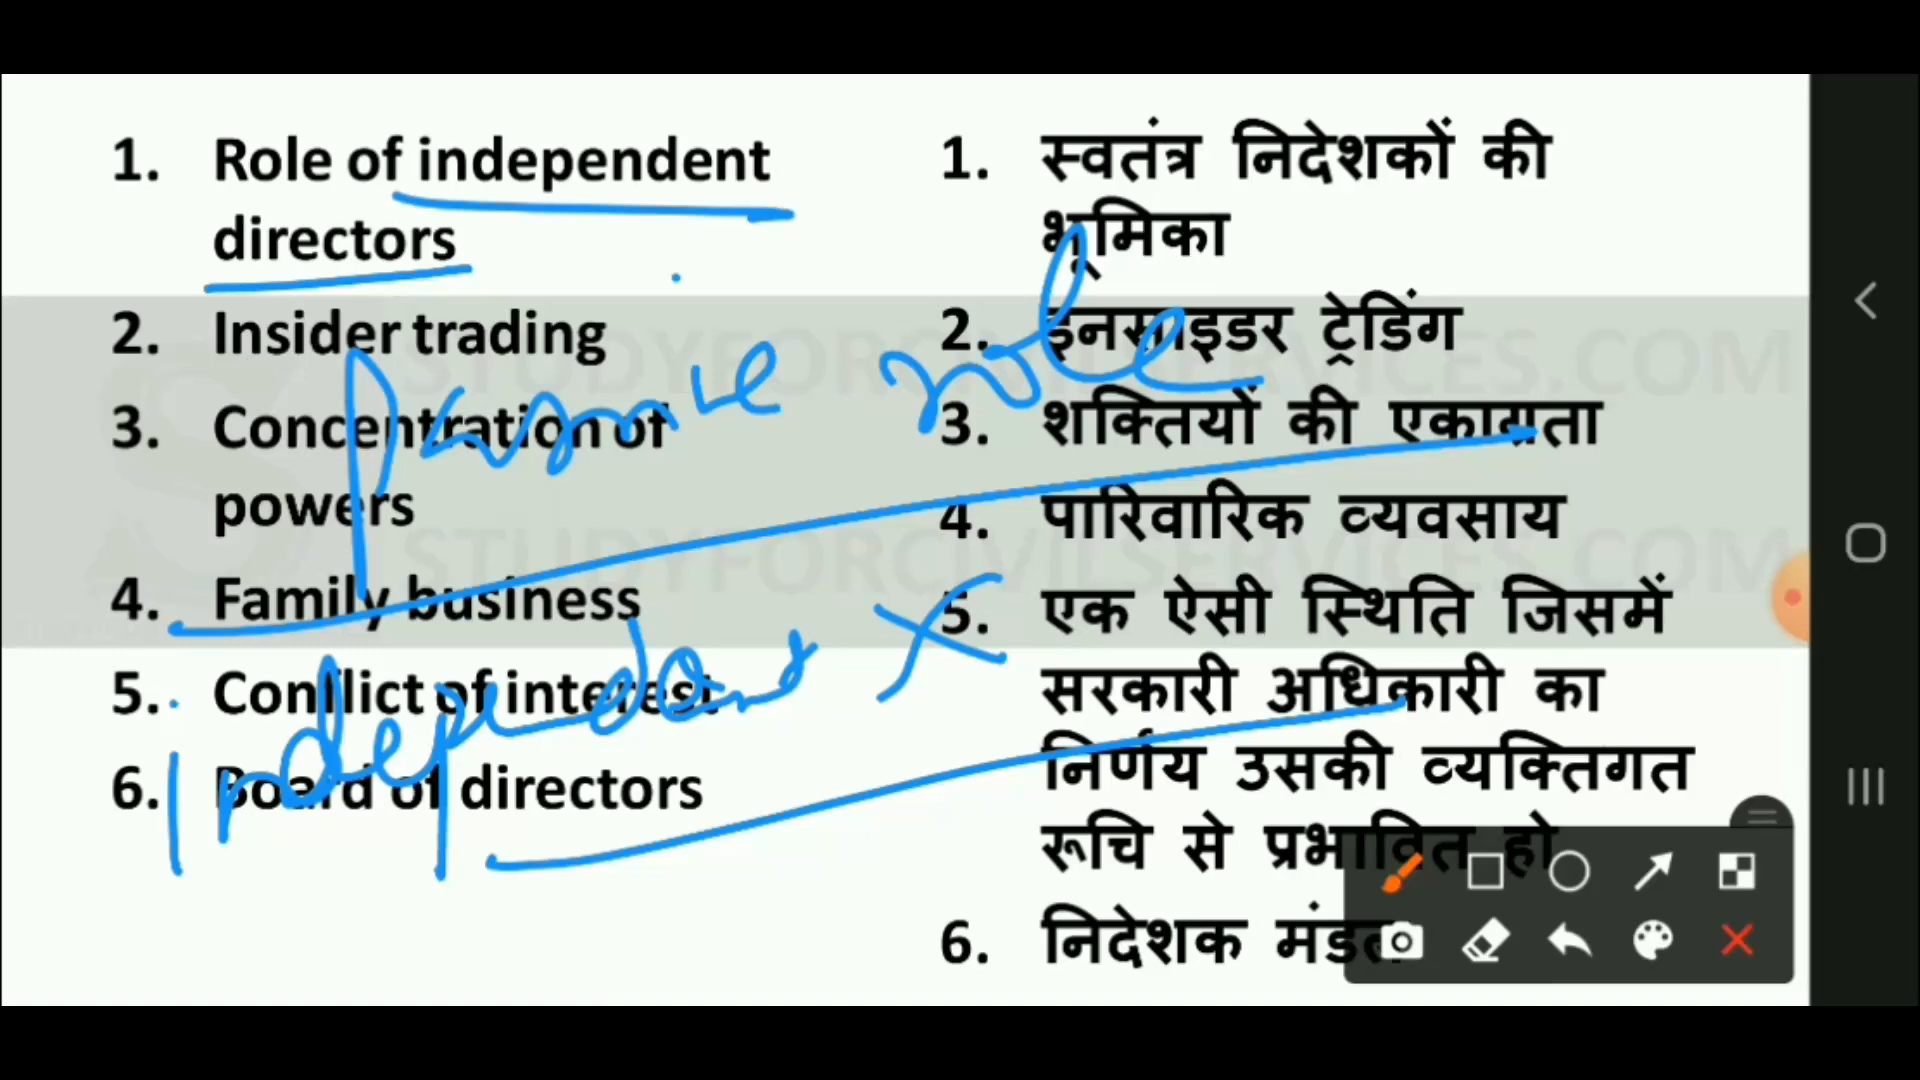 1. Role of independent
directors
2. Insider trading
3. Concentration of
powers
4. Family business
5. Conflict of interest
6. Board of directors
1. स्वतंत्र निदेशकों की
भूमिका
2. इनसाइडर ट्रेडिंग
3. शक्तियों की एकाग्रता
4. पारिवारिक व्यवसाय
5. एक ऐसी स्थिति जिसमें
सरकारी अधिकारी का
निर्णय उसकी व्यक्तिगत
रूचि से प्रभावित हो
6. निदेशक मंडल
Passive role
independent X
STUDYFORCIVILSERVICES.COM
STUDYFORCIVILSERVICES.COM